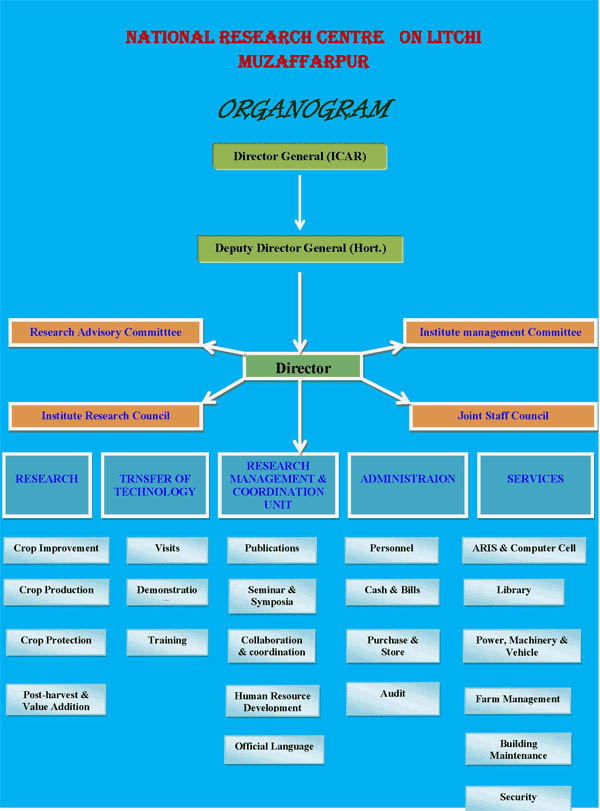 NATIONAL RESEARCH CENTRE ON LITCHI
MUZAFFARPUR
ORGANOGRAM
Director General (ICAR)
Deputy Director General (Hort.)
Research Advisory Committtee
Institute management Committee
Director
Institute Research Council
Joint Staff Council
RESEARCH
TRNSFER OF
TECHNOLOGY
RESEARCH
MANAGEMENT &
COORDINATION
UNIT
ADMINISTRAION
SERVICES
Crop Improvement
Visits
Publications
Personnel
ARIS & Computer Cell
Crop Production
Demonstratio
Seminar &
Symposia
Cash & Bills
Library
Crop Protection
Training
Collaboration
& coordination
Purchase &
Store
Power, Machinery &
Vehicle
Post-harvest &
Value Addition
Human Resource
Development
Audit
Farm Management
Official Language
Building
Maintenance
Security